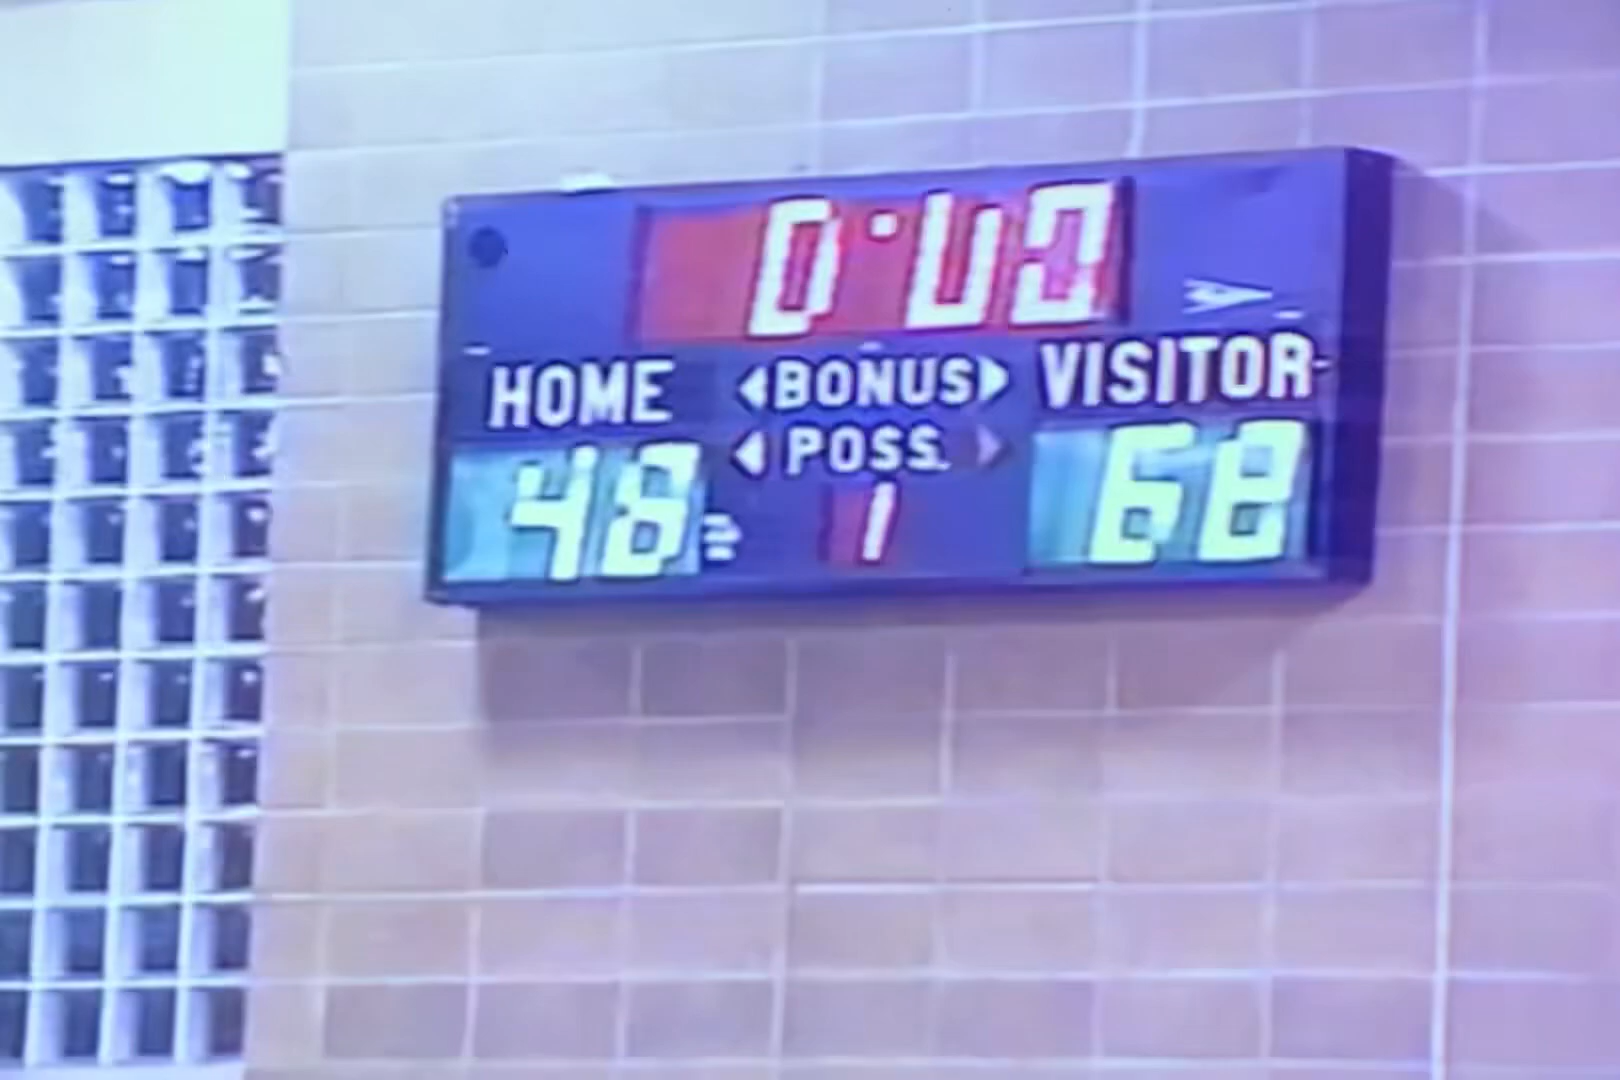 0:00
HOME ◀BONUS▶ VISITOR
◀ POSS. ▶
48 1 68